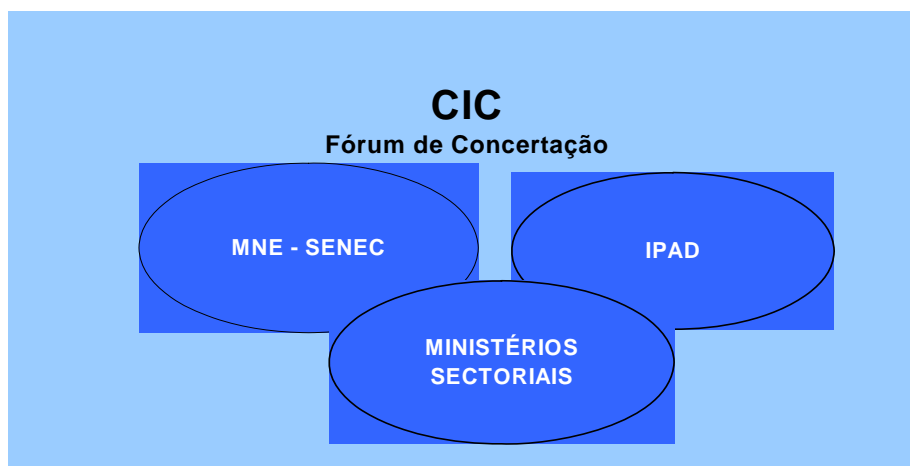 CIC
Fórum de Concertação
MNE - SENEC
IPAD
MINISTÉRIOS
SECTORIAIS